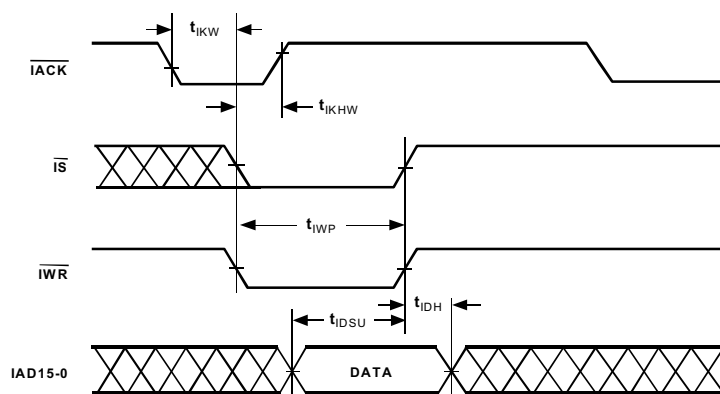 t_IKW
IACK
t_IKHW
IS
t_IWP
IWR
t_IDH
t_IDSU
IAD15-0
DATA